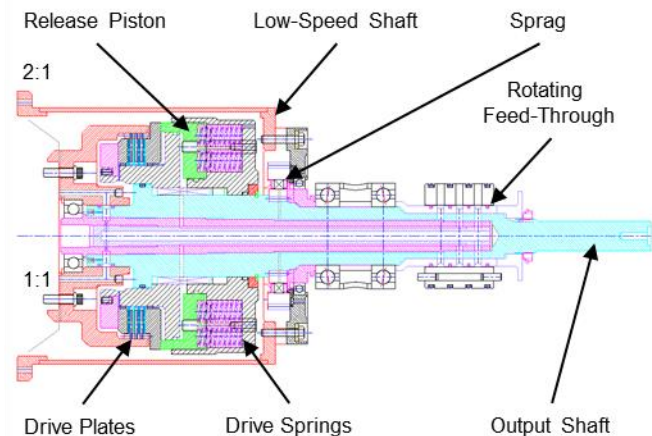 Release Piston
Low-Speed Shaft
Sprag
2:1
Rotating
Feed-Through
1:1
Drive Plates
Drive Springs
Output Shaft